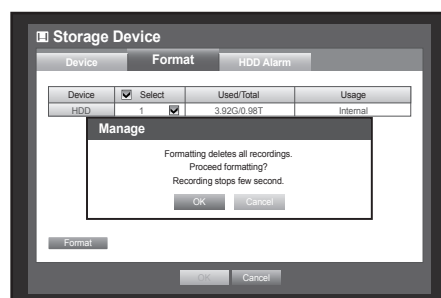 Storage Device
Device Format HDD Alarm
Device Select Used/Total Usage
HDD 1 3.92G/0.98T Internal
Manage
Formatting deletes all recordings.
Proceed formatting?
Recording stops few second.
OK Cancel
Format
OK Cancel